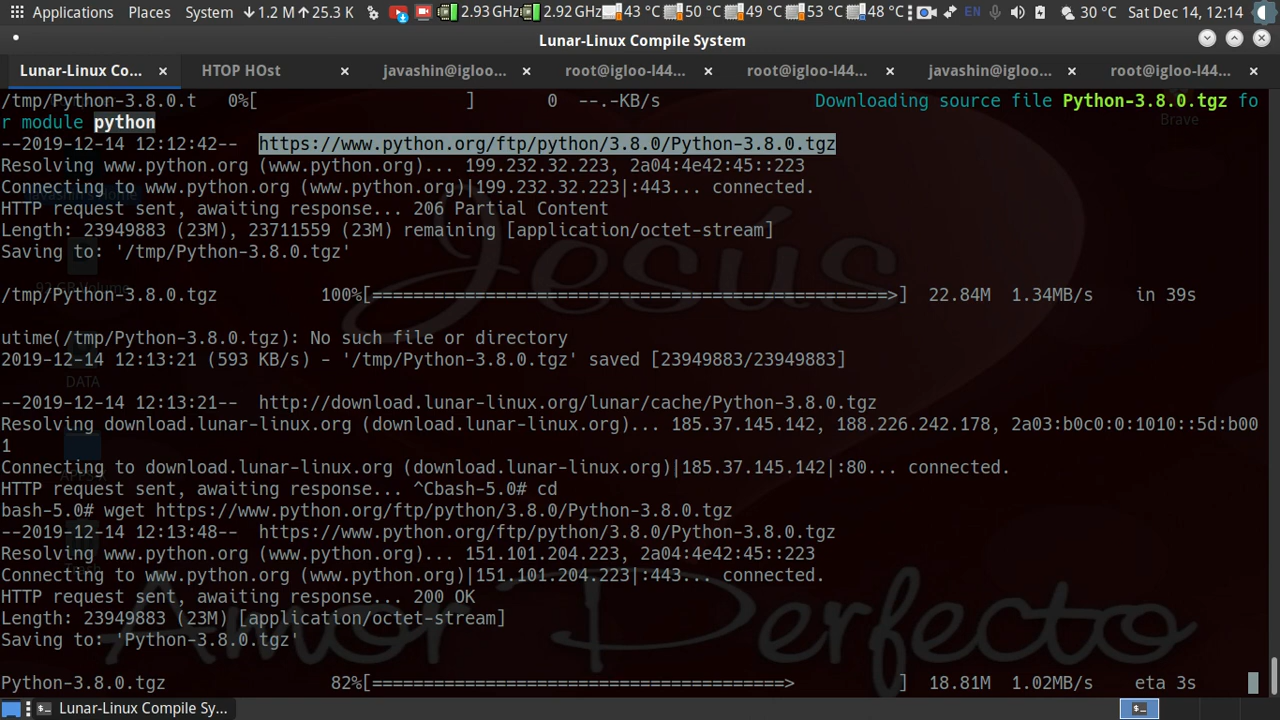 Applications Places System 1.2 M 25.3 K 2.93 GHz 2.92 GHz 43 °C 50 °C 49 °C 53 °C 48 °C EN 30 °C Sat Dec 14, 12:14
Lunar-Linux Compile System
Lunar-Linux Co... × HTOP HOst × javashin@igloo... × root@igloo-l44... × root@igloo-l44... × javashin@igloo... × root@igloo-l44... ×
/tmp/Python-3.8.0.t 0%[ ] 0 --.-KB/s Downloading source file Python-3.8.0.tgz fo
r module python
Brave
--2019-12-14 12:12:42-- https://www.python.org/ftp/python/3.8.0/Python-3.8.0.tgz
Resolving www.python.org (www.python.org)... 199.232.32.223, 2a04:4e42:45::223
Connecting to www.python.org (www.python.org)|199.232.32.223|:443... connected.
HTTP request sent, awaiting response... 206 Partial Content
Length: 23949883 (23M), 23711559 (23M) remaining [application/octet-stream]
Saving to: '/tmp/Python-3.8.0.tgz'
Jesús
/tmp/Python-3.8.0.tgz 100%[==================================================>] 22.84M 1.34MB/s in 39s
utime(/tmp/Python-3.8.0.tgz): No such file or directory
2019-12-14 12:13:21 (593 KB/s) - '/tmp/Python-3.8.0.tgz' saved [23949883/23949883]
DATA
--2019-12-14 12:13:21-- http://download.lunar-linux.org/lunar/cache/Python-3.8.0.tgz
Resolving download.lunar-linux.org (download.lunar-linux.org)... 185.37.145.142, 188.226.242.178, 2a03:b0c0:0:1010::5d:b00
1
Connecting to download.lunar-linux.org (download.lunar-linux.org)|185.37.145.142|:80... connected.
HTTP request sent, awaiting response... ^Cbash-5.0# cd
bash-5.0# wget https://www.python.org/ftp/python/3.8.0/Python-3.8.0.tgz
--2019-12-14 12:13:48-- https://www.python.org/ftp/python/3.8.0/Python-3.8.0.tgz
Resolving www.python.org (www.python.org)... 151.101.204.223, 2a04:4e42:45::223
Connecting to www.python.org (www.python.org)|151.101.204.223|:443... connected.
HTTP request sent, awaiting response... 200 OK
Length: 23949883 (23M) [application/octet-stream]
Saving to: 'Python-3.8.0.tgz'
Amor Perfecto
Python-3.8.0.tgz 82%[========================================> ] 18.81M 1.02MB/s eta 3s
Lunar-Linux Compile Sy...